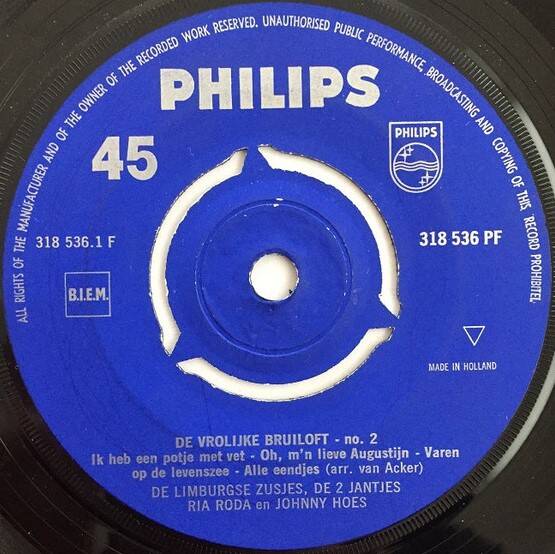 ALL RIGHTS OF THE MANUFACTURER AND OF THE OWNER OF THE RECORDED WORK RESERVED. UNAUTHORISED PUBLIC PERFORMANCE, BROADCASTING AND COPYING OF THIS RECORD PROHIBITED
PHILIPS
45
PHILIPS
318 536.1 F
318 536 PF
B.I.E.M.
MADE IN HOLLAND
DE VROLIJKE BRUILOFT - no. 2
Ik heb een potje met vet - Oh, m'n lieve Augustijn - Varen
op de levenszee - Alle eendjes (arr. van Acker)
DE LIMBURGSE ZUSJES, DE 2 JANTJES
RIA RODA en JOHNNY HOES